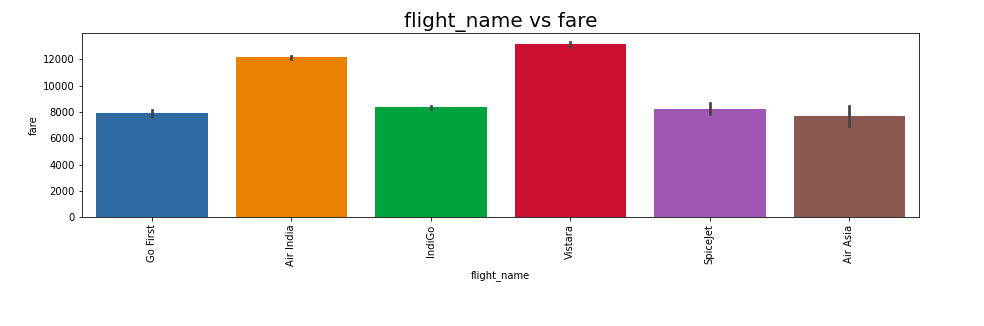 flight_name vs fare
fare
12000
10000
8000
6000
4000
2000
0
Go First
Air India
IndiGo
Vistara
SpiceJet
Air Asia
flight_name